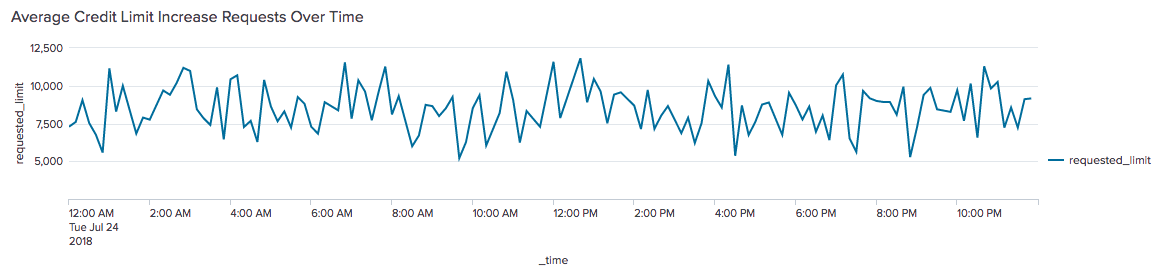 Average Credit Limit Increase Requests Over Time
12,500
10,000
7,500
5,000
requested_limit
requested_limit
12:00 AM 2:00 AM 4:00 AM 6:00 AM 8:00 AM 10:00 AM 12:00 PM 2:00 PM 4:00 PM 6:00 PM 8:00 PM 10:00 PM
Tue Jul 24
2018
_time